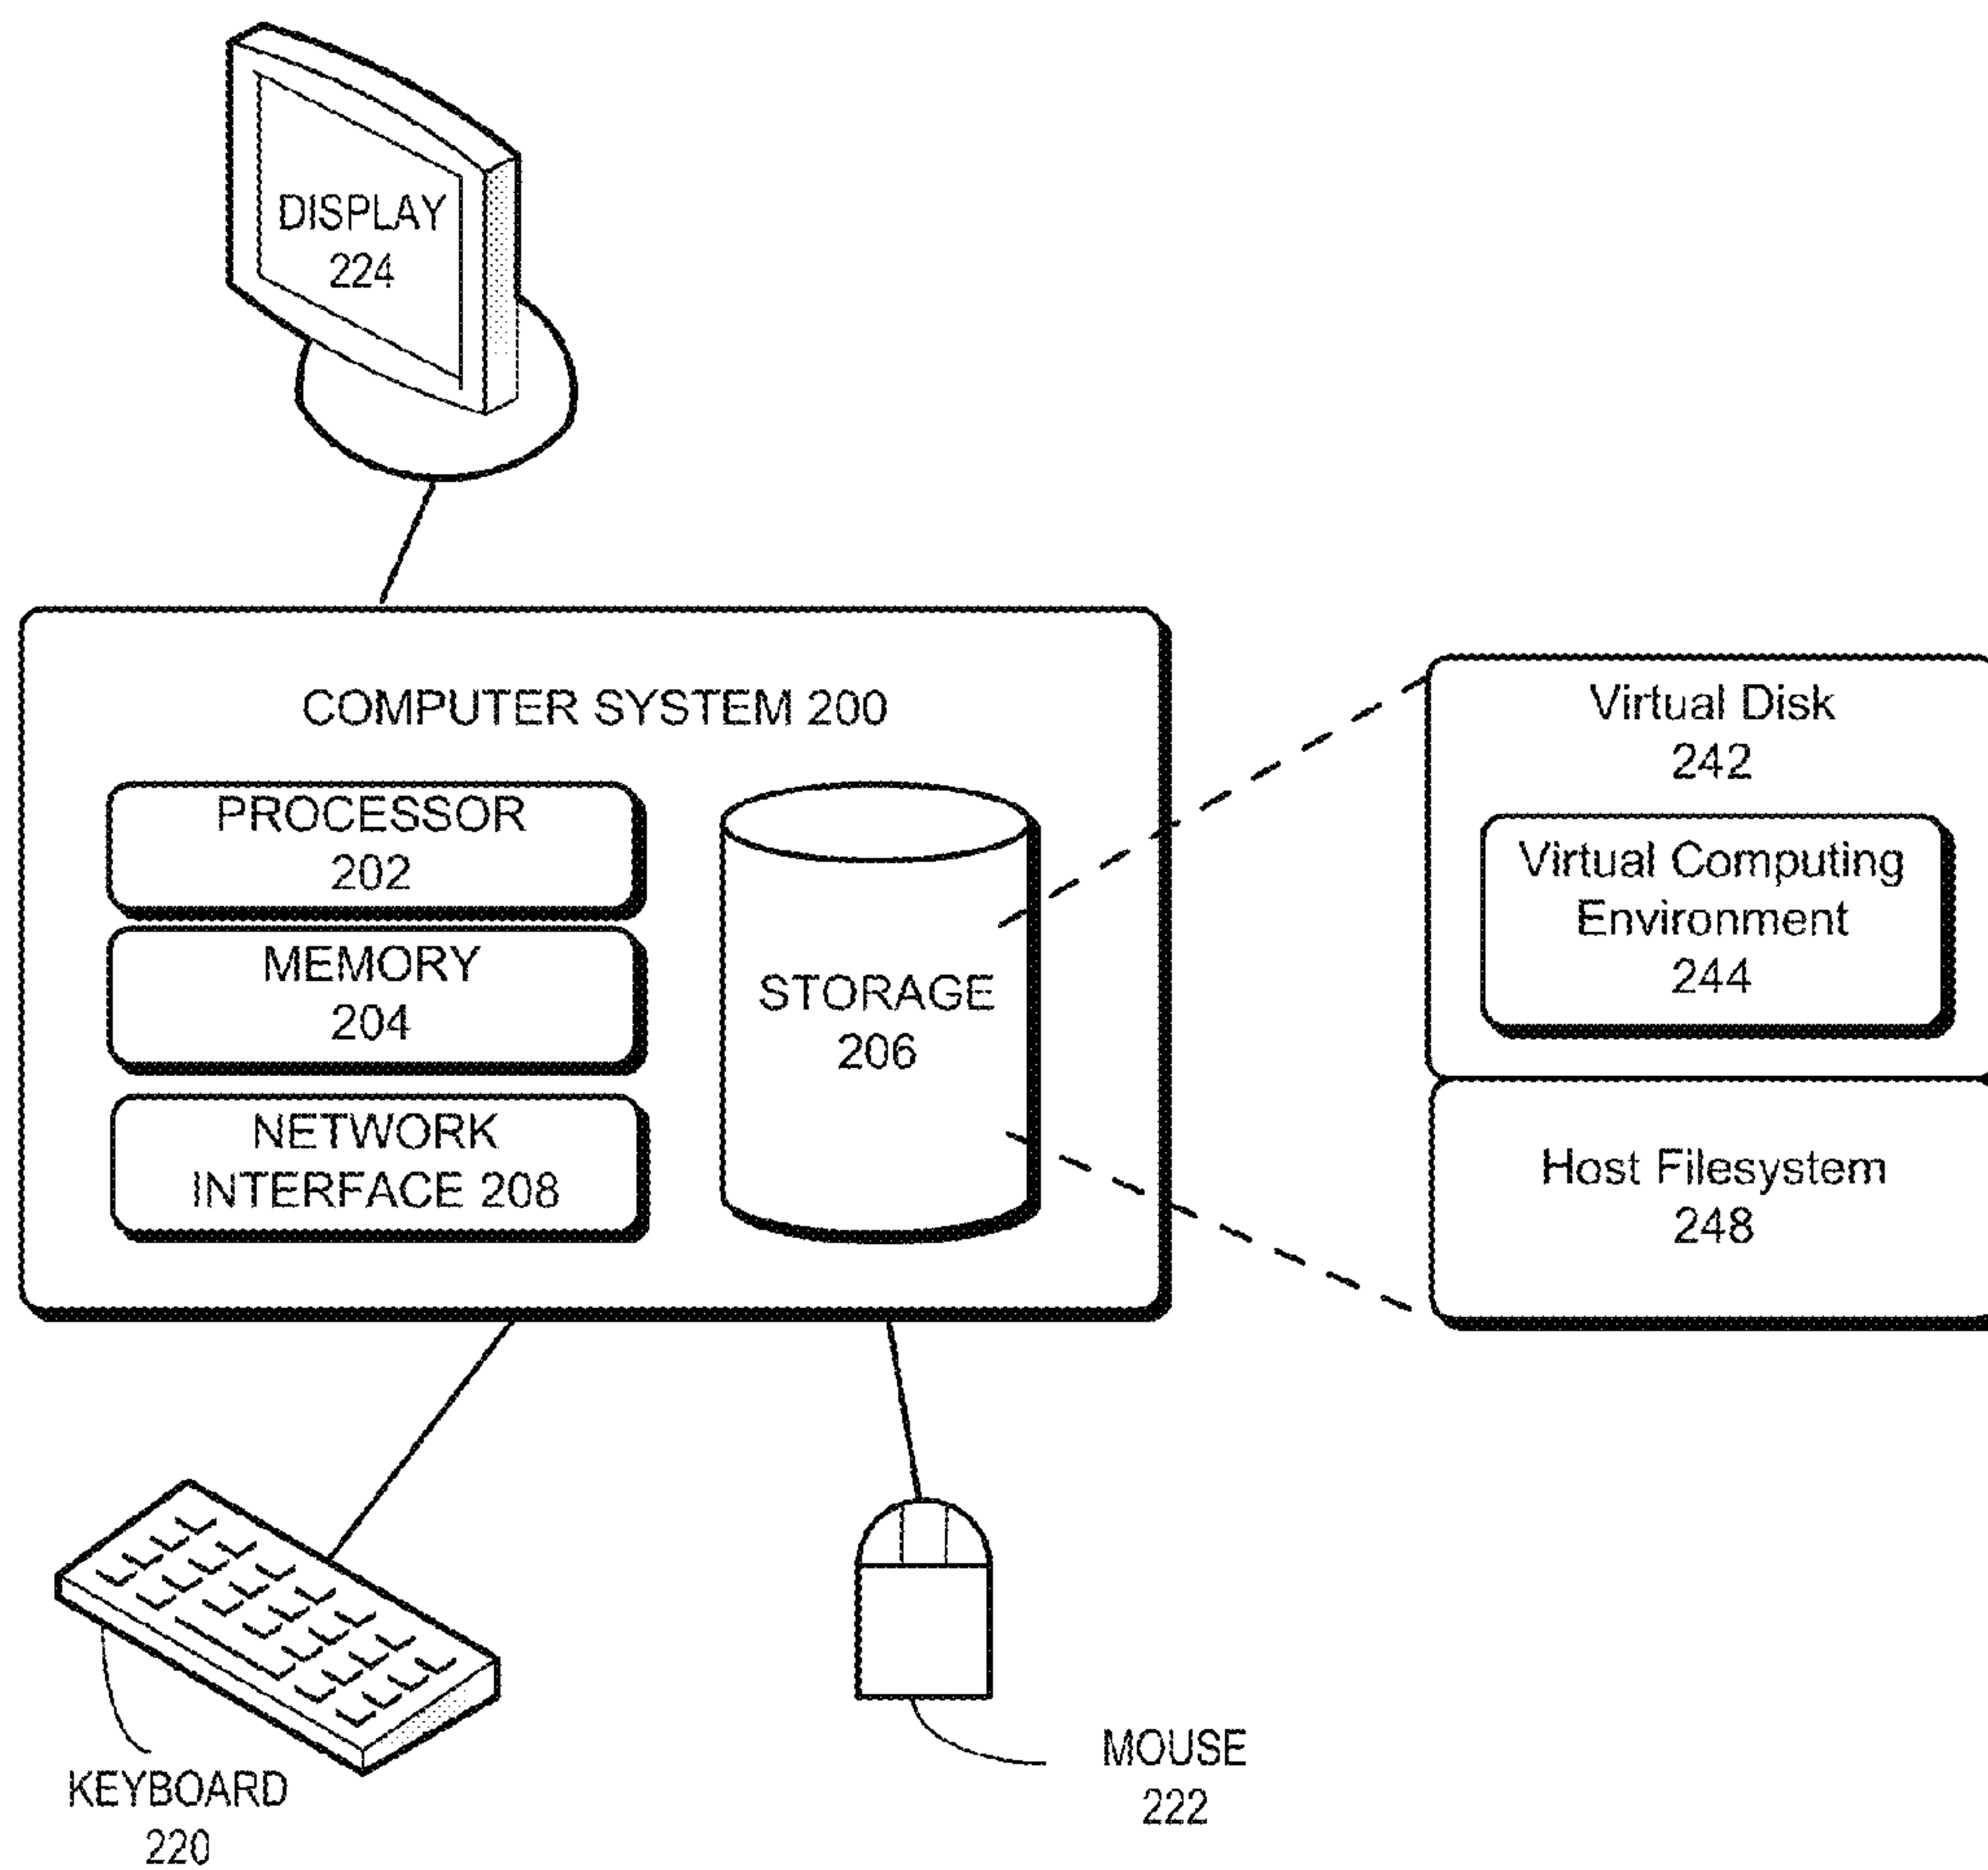 DISPLAY
224
COMPUTER SYSTEM 200
PROCESSOR
202
MEMORY
204
NETWORK
INTERFACE 208
STORAGE
206
Virtual Disk
242
Virtual Computing
Environment
244
Host Filesystem
248
KEYBOARD
220
MOUSE
222